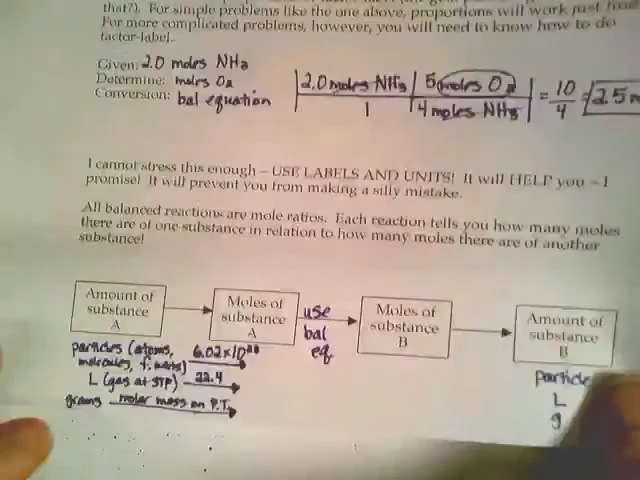 that?). For simple problems like the one above, proportions will work just
For more complicated problems, however, you will need to know how to do
factor-label.
Given: 2.0 moles NH3
Determine: moles O2
Conversion: bal equation
2.0 moles NH3 | 5 moles O2
1 | 4 moles NH3
= 10/4 = 2.5 m
I cannot stress this enough – USE LABELS AND UNITS! It will HELP you – I
promise! It will prevent you from making a silly mistake.
All balanced reactions are mole ratios. Each reaction tells you how many moles
there are of one substance in relation to how many moles there are of another
substance!
Amount of
substance
A
Moles of
substance
A
use
bal
eq.
Moles of
substance
B
Amount of
substance
B
particles (atoms,
molecules, f. units) 6.02x10²³
L (gas at STP) 22.4
grams molar mass on P.T.
particle
L
g